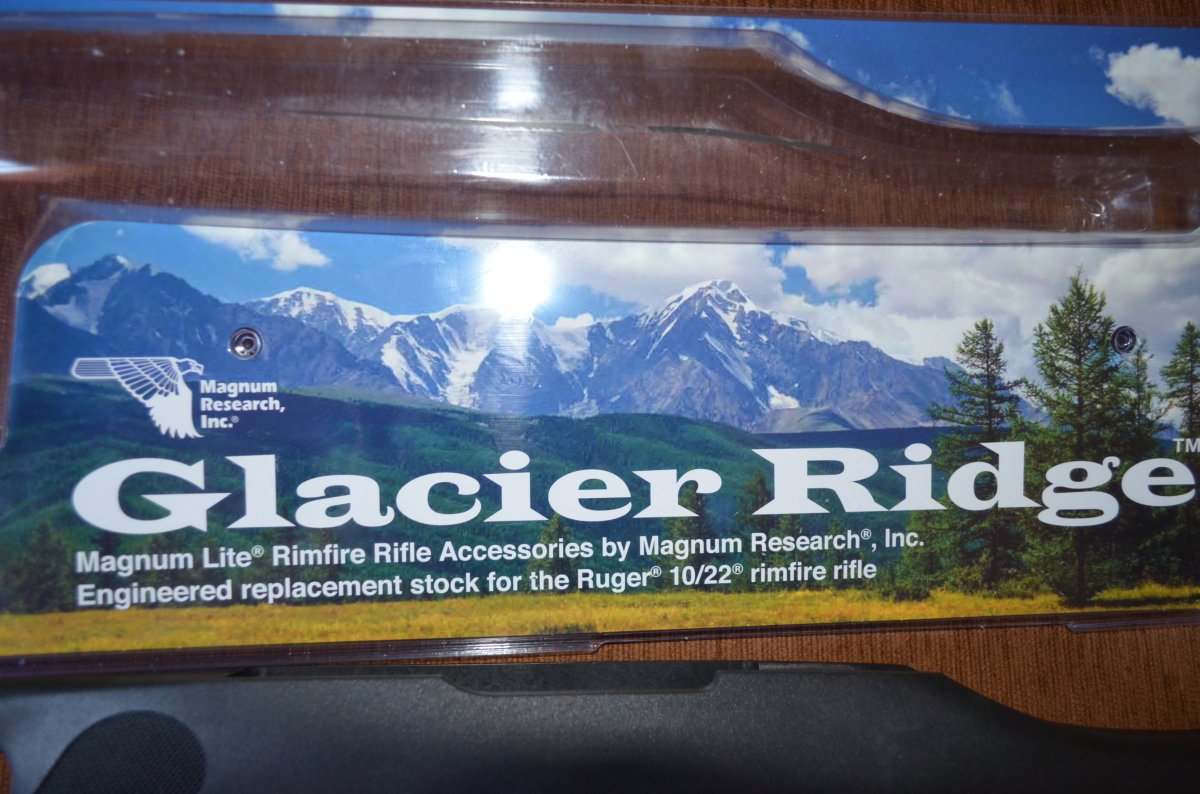 Magnum
Research,
Inc.®
Glacier Ridge™
Magnum Lite® Rimfire Rifle Accessories by Magnum Research®, Inc.
Engineered replacement stock for the Ruger® 10/22® rimfire rifle